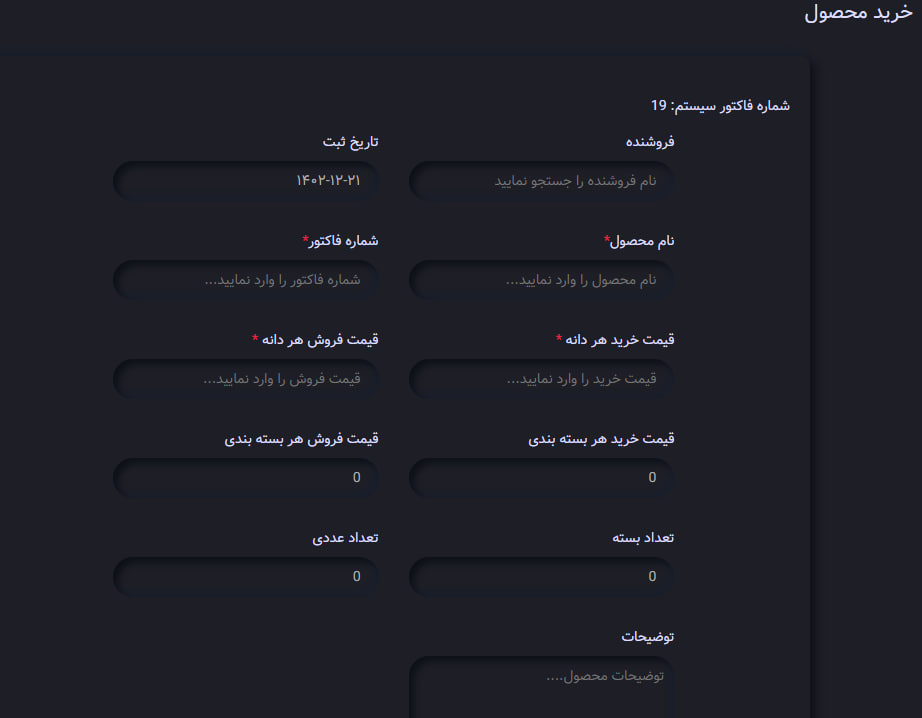 خرید محصول
شماره فاکتور سیستم: 19
فروشنده
تاریخ ثبت
نام فروشنده را جستجو نمایید
۱۴۰۲-۱۲-۲۱
نام محصول*
شماره فاکتور*
نام محصول را وارد نمایید...
شماره فاکتور را وارد نمایید...
قیمت خرید هر دانه *
قیمت فروش هر دانه *
قیمت خرید را وارد نمایید...
قیمت فروش را وارد نمایید...
قیمت خرید هر بسته بندی
قیمت فروش هر بسته بندی
0
0
تعداد بسته
تعداد عددی
0
0
توضیحات
توضیحات محصول....